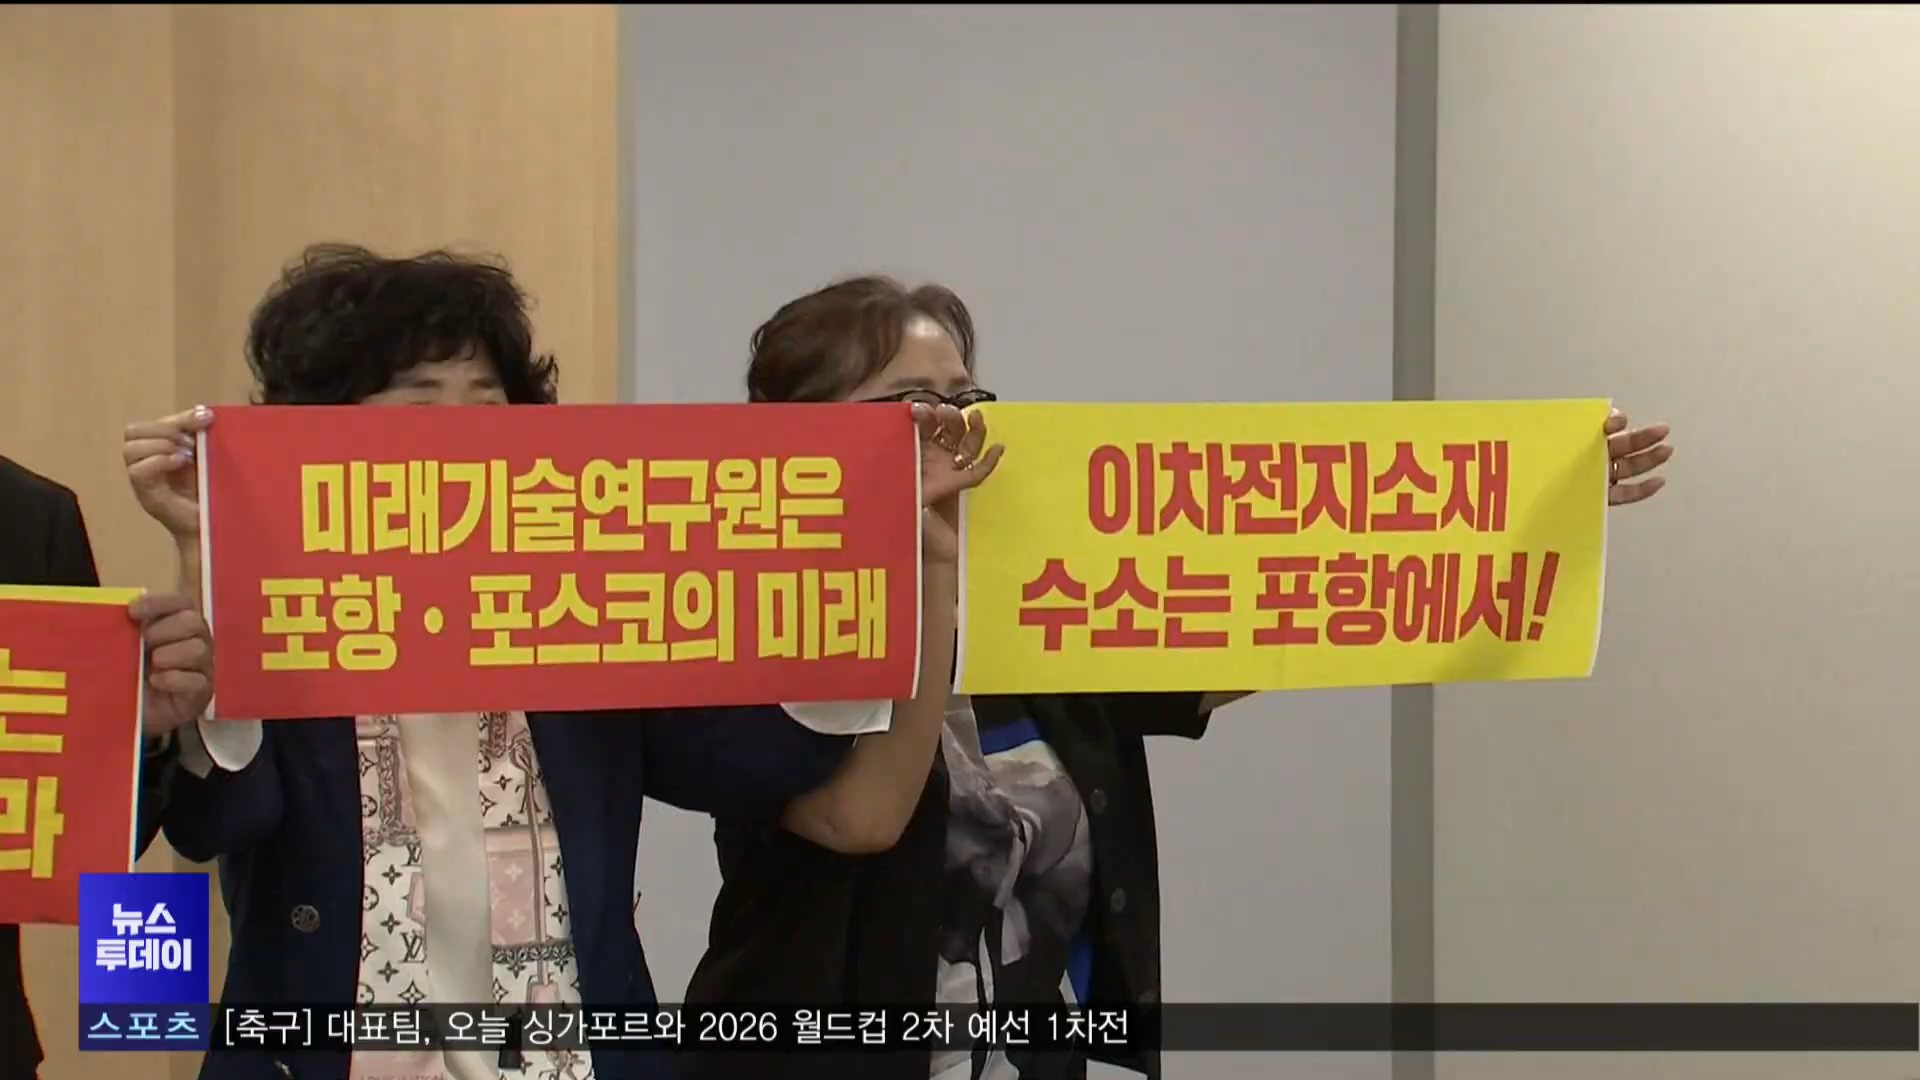 미래기술연구원은
포항·포스코의 미래
이차전지소재
수소는 포항에서!
는
라
뉴스
투데이
스포츠
[축구] 대표팀, 오늘 싱가포르와 2026 월드컵 2차 예선 1차전